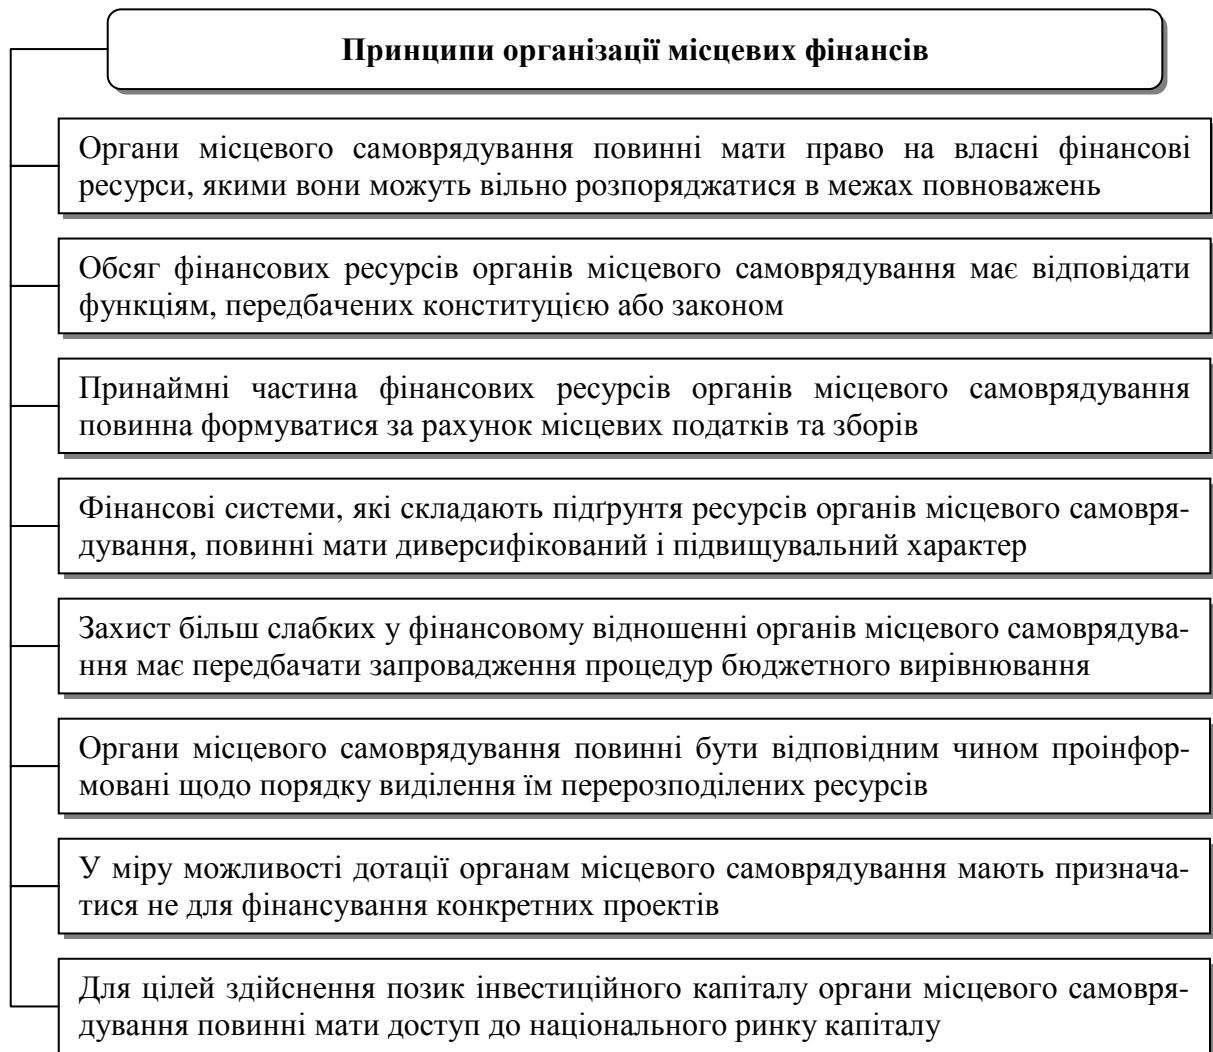 Принципи організації місцевих фінансів
Органи місцевого самоврядування повинні мати право на власні фінансові
ресурси, якими вони можуть вільно розпоряджатися в межах повноважень
Обсяг фінансових ресурсів органів місцевого самоврядування має відповідати
функціям, передбачених конституцією або законом
Принаймні частина фінансових ресурсів органів місцевого самоврядування
повинна формуватися за рахунок місцевих податків та зборів
Фінансові системи, які складають підґрунтя ресурсів органів місцевого самовря-
дування, повинні мати диверсифікований і підвищувальний характер
Захист більш слабких у фінансовому відношенні органів місцевого самоврядува-
ння має передбачати запровадження процедур бюджетного вирівнювання
Органи місцевого самоврядування повинні бути відповідним чином проінфор-
мовані щодо порядку виділення їм перерозподілених ресурсів
У міру можливості дотації органам місцевого самоврядування мають признача-
тися не для фінансування конкретних проектів
Для цілей здійснення позик інвестиційного капіталу органи місцевого самовря-
дування повинні мати доступ до національного ринку капіталу